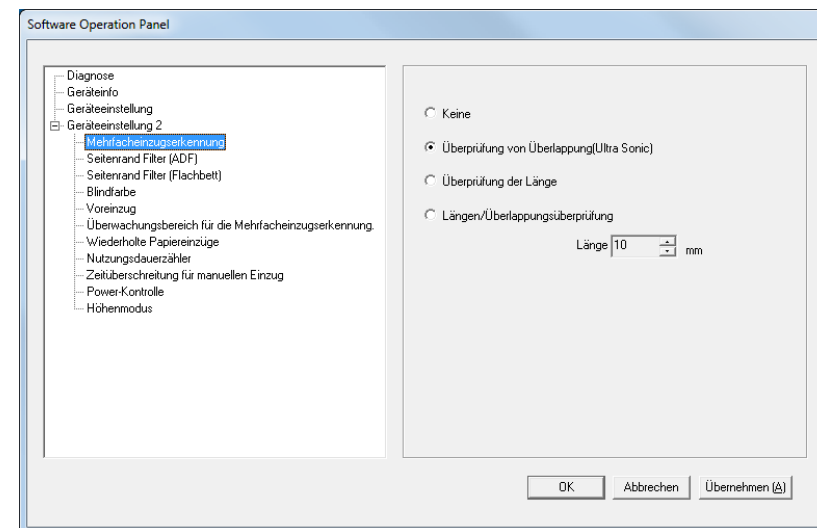 Software Operation Panel
Diagnose
Geräteinfo
Geräteeinstellung
Geräteeinstellung 2
Mehrfacheinzugserkennung
Seitenrand Filter (ADF)
Seitenrand Filter (Flachbett)
Blindfarbe
Voreinzug
Überwachungsbereich für die Mehrfacheinzugserkennung.
Wiederholte Papiereinzüge
Nutzungsdauerzähler
Zeitüberschreitung für manuellen Einzug
Power-Kontrolle
Höhenmodus
Keine
Überprüfung von Überlappung(Ultra Sonic)
Überprüfung der Länge
Längen/Überlappungsüberprüfung
Länge 10 mm
OK Abbrechen Übernehmen (A)